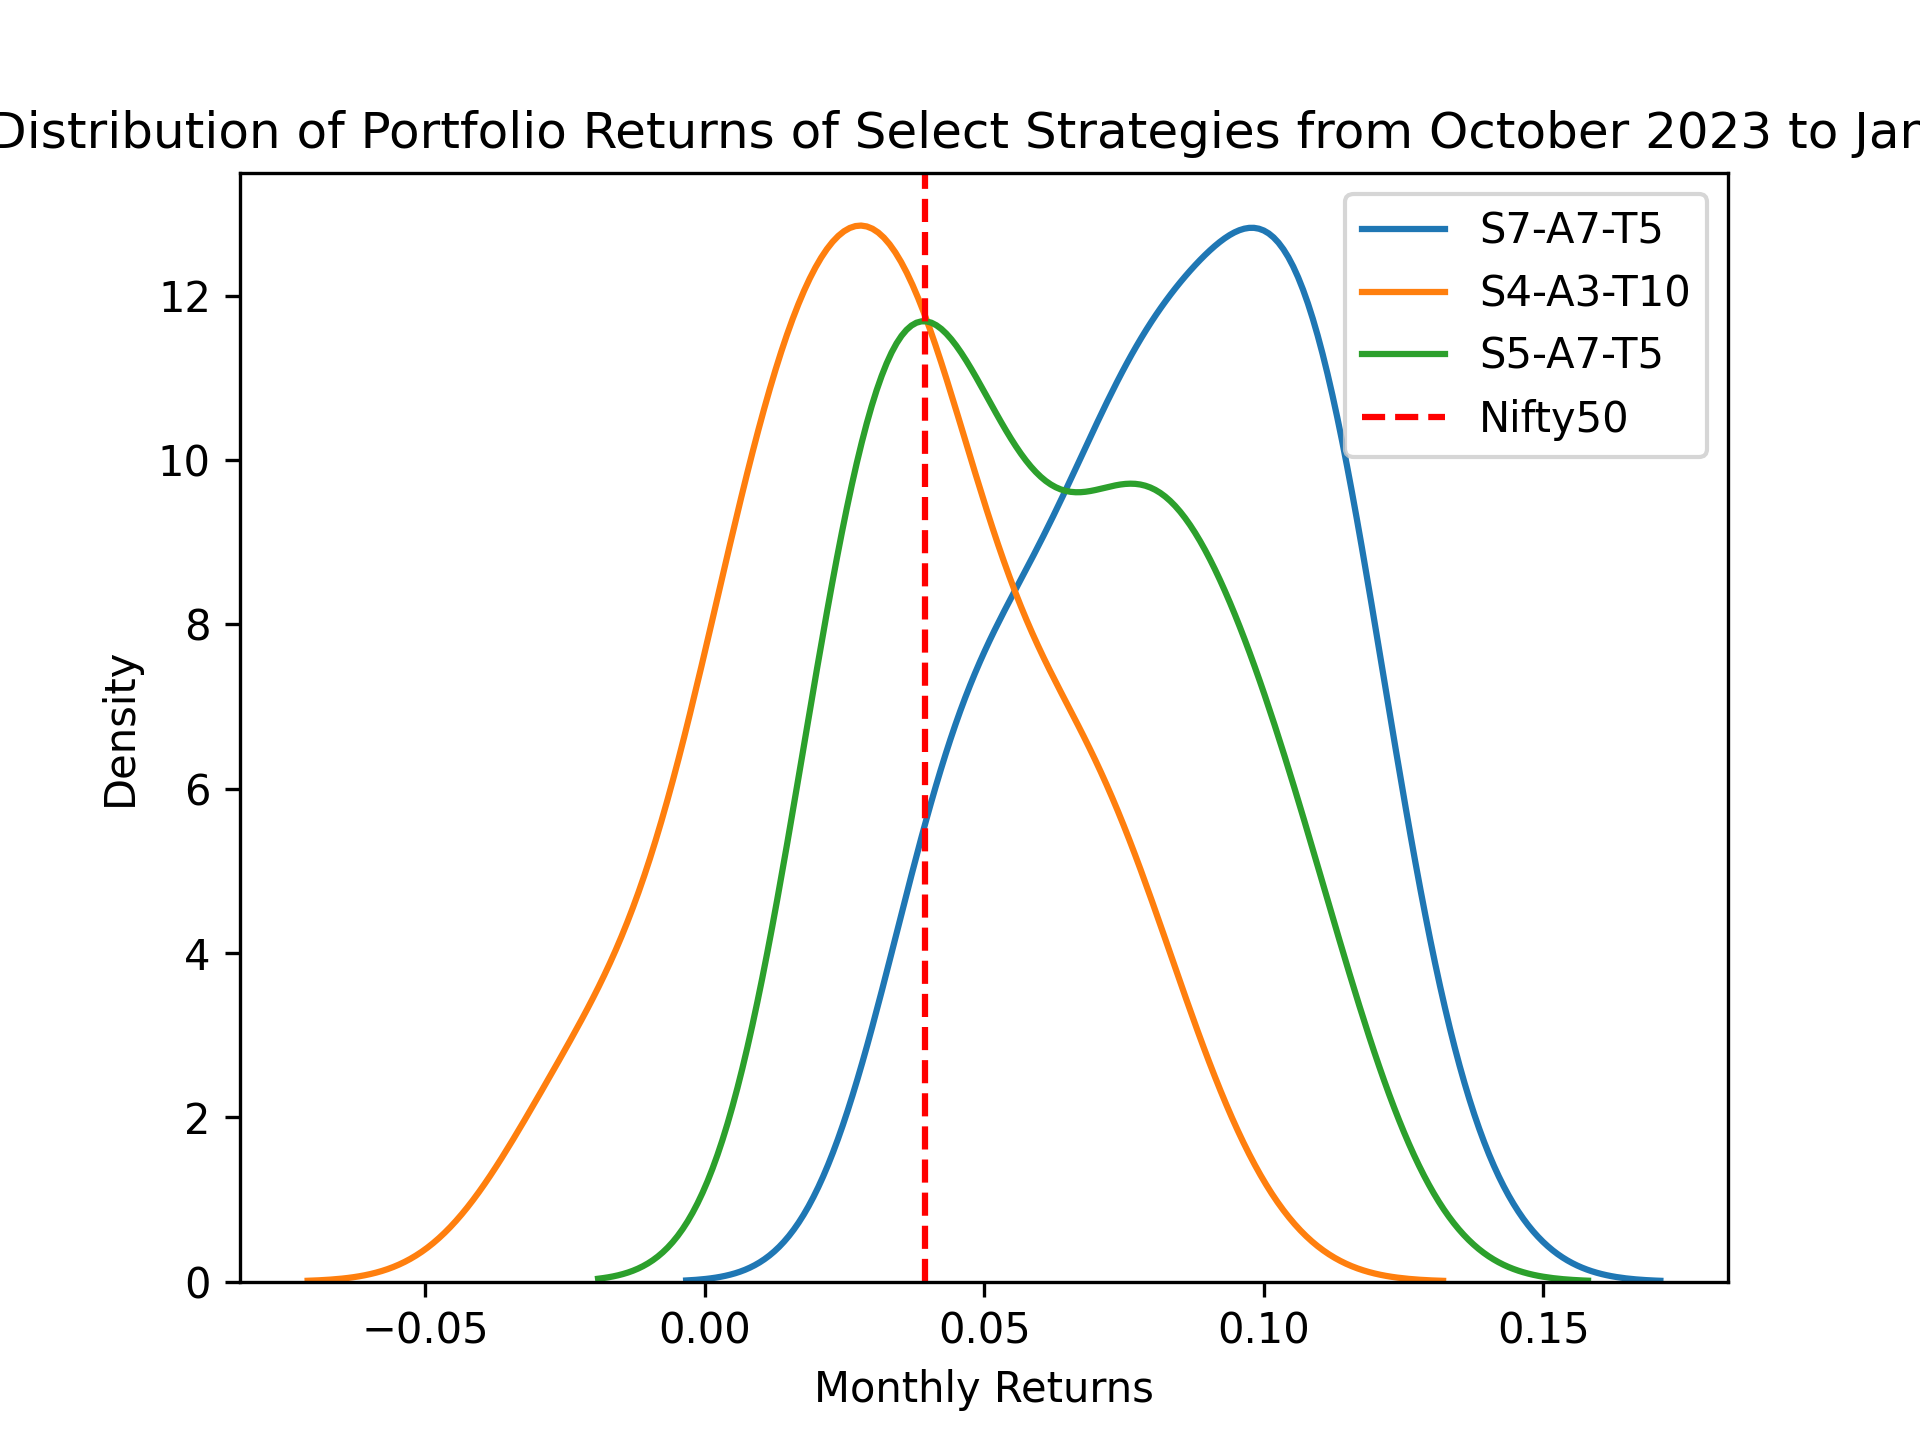 Distribution of Portfolio Returns of Select Strategies from October 2023 to Jan
S7-A7-T5
S4-A3-T10
S5-A7-T5
Nifty50
12
10
8
6
4
2
0
Density
−0.05
0.00
0.05
0.10
0.15
Monthly Returns